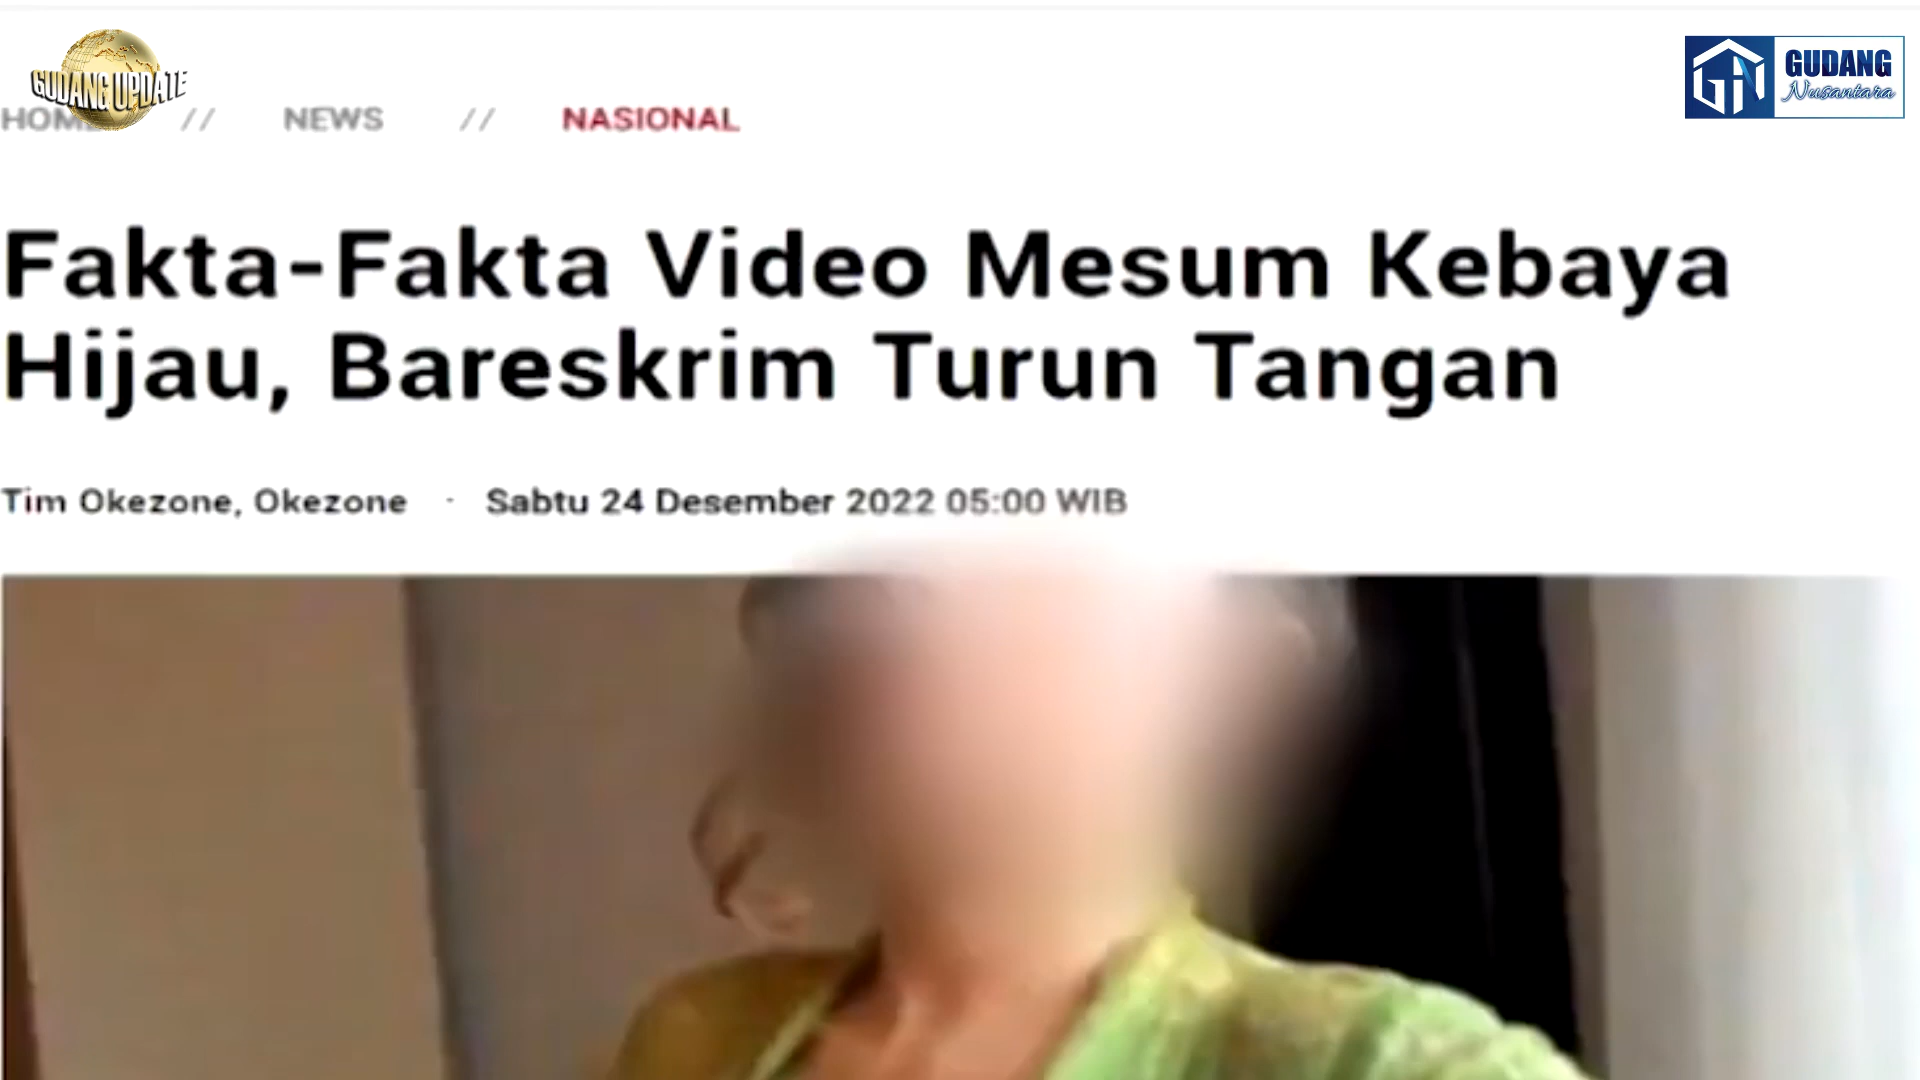 GUDANG UPDATE
GUDANG
Nusantara
HOME // NEWS // NASIONAL
Fakta-Fakta Video Mesum Kebaya
Hijau, Bareskrim Turun Tangan
Tim Okezone, Okezone · Sabtu 24 Desember 2022 05:00 WIB